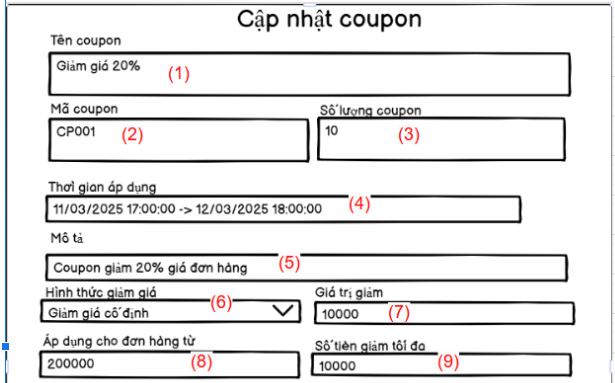 Cập nhật coupon
Tên coupon
Giảm giá 20% (1)
Mã coupon
Số lượng coupon
CP001 (2)
10 (3)
Thời gian áp dụng
11/03/2025 17:00:00 -> 12/03/2025 18:00:00 (4)
Mô tả
Coupon giảm 20% giá đơn hàng (5)
Hình thức giảm giá
Giá trị giảm
Giảm giá cố định (6)
10000 (7)
Áp dụng cho đơn hàng từ
Số tiền giảm tối đa
200000 (8)
10000 (9)